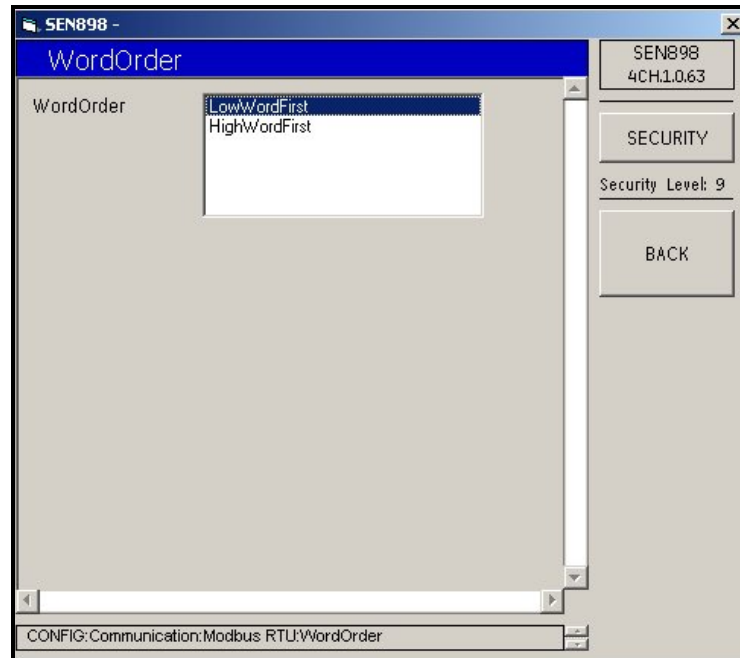 SEN898 -
WordOrder
WordOrder
LowWordFirst
HighWordFirst
SEN898
4CH.1.0.63
SECURITY
Security Level: 9
BACK
CONFIG:Communication:Modbus RTU:WordOrder